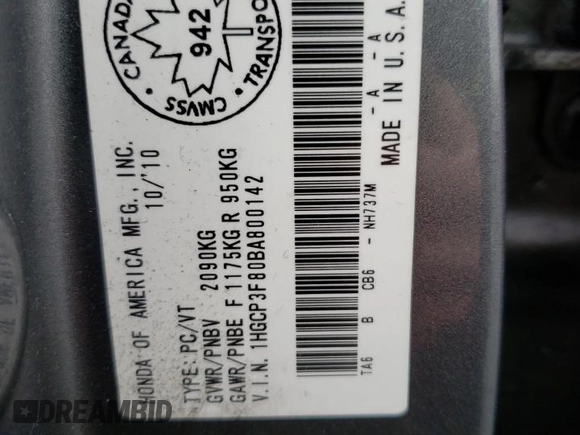 CANADA
942
TRANSPO
CMVSS
HONDA OF AMERICA MFG., INC.
10/'10
TYPE: PC/VT
GVWR/PNBV 2090KG
GAWR/PNBE F 1175KG R 950KG
V.I.N. 1HGCP3F80BA800142
TA6 B CB6 - NH737M - A - A
MADE IN U.S.A.
DREAMBID